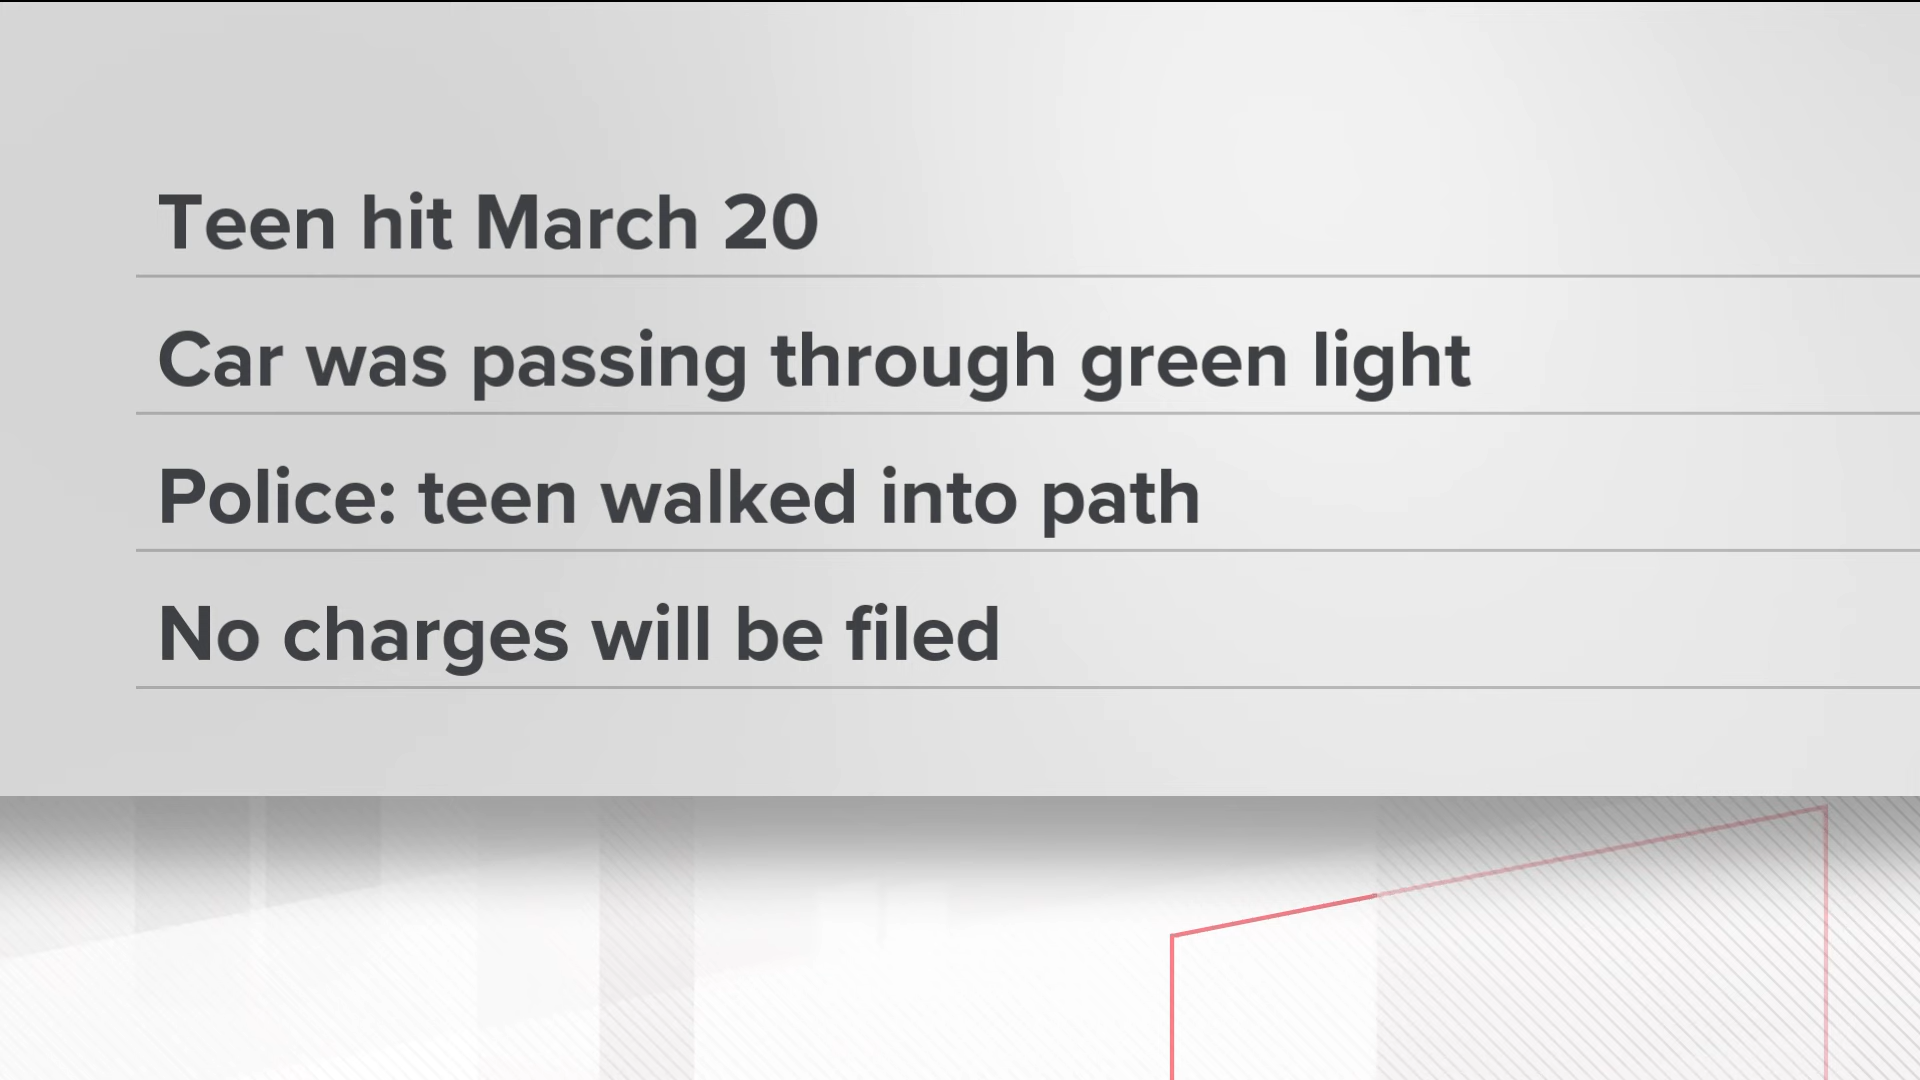 Teen hit March 20
Car was passing through green light
Police: teen walked into path
No charges will be filed